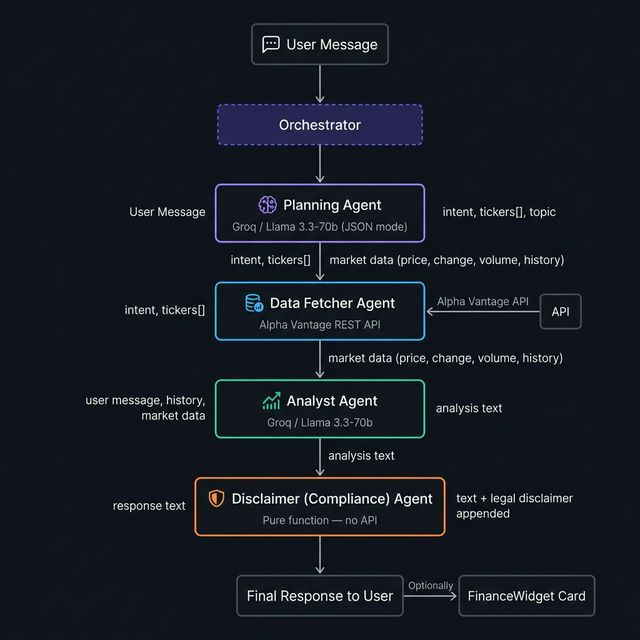 User Message
Orchestrator
User Message
Planning Agent
Groq / Llama 3.3-70b (JSON mode)
intent, tickers[], topic
intent, tickers[]
market data (price, change, volume, history)
intent, tickers[]
Data Fetcher Agent
Alpha Vantage REST API
Alpha Vantage API
API
market data (price, change, volume, history)
user message, history,
market data
Analyst Agent
Groq / Llama 3.3-70b
analysis text
analysis text
response text
Disclaimer (Compliance) Agent
Pure function — no API
text + legal disclaimer
appended
Final Response to User
Optionally
FinanceWidget Card